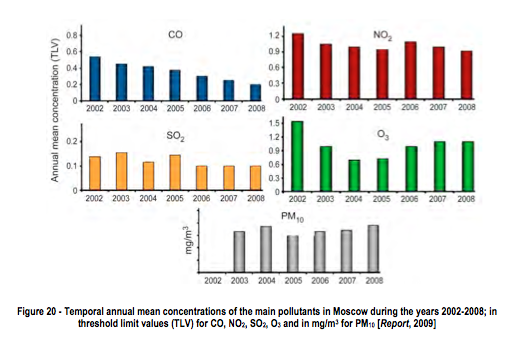 CO
NO2
Annual mean concentration (TLV)
0.8
0.6
0.4
0.2
0
2002 2003 2004 2005 2006 2007 2008
1.2
0.9
0.6
0.3
0
2002 2003 2004 2005 2006 2007 2008
SO2
0.2
0.1
0
2002 2003 2004 2005 2006 2007 2008
O3
1.5
1.2
0.9
0.6
0.3
0
2002 2003 2004 2005 2006 2007 2008
PM10
mg/m3
2002 2003 2004 2005 2006 2007 2008
Figure 20 - Temporal annual mean concentrations of the main pollutants in Moscow during the years 2002-2008; in
threshold limit values (TLV) for CO, NO2, SO2, O3 and in mg/m3 for PM10 [Report, 2009]